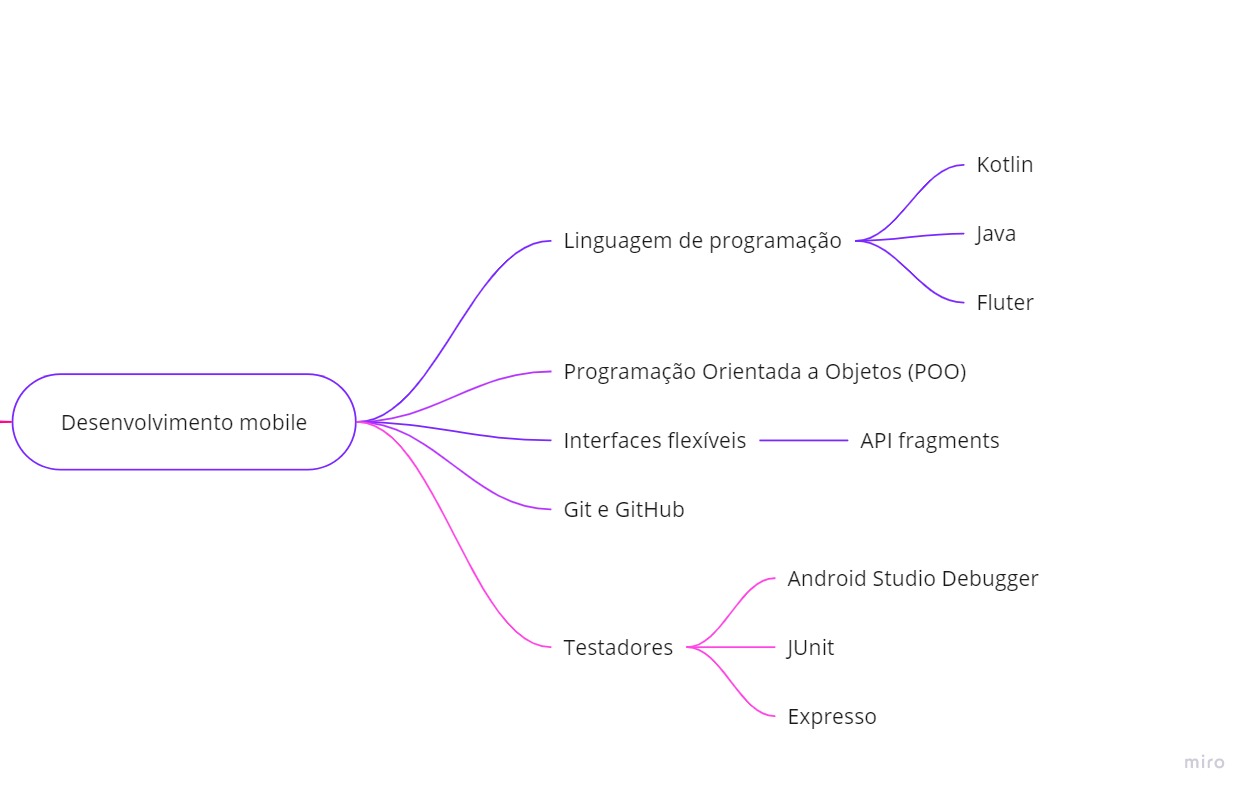 Desenvolvimento mobile
Linguagem de programação
Kotlin
Java
Fluter
Programação Orientada a Objetos (POO)
Interfaces flexíveis
API fragments
Git e GitHub
Testadores
Android Studio Debugger
JUnit
Expresso
miro